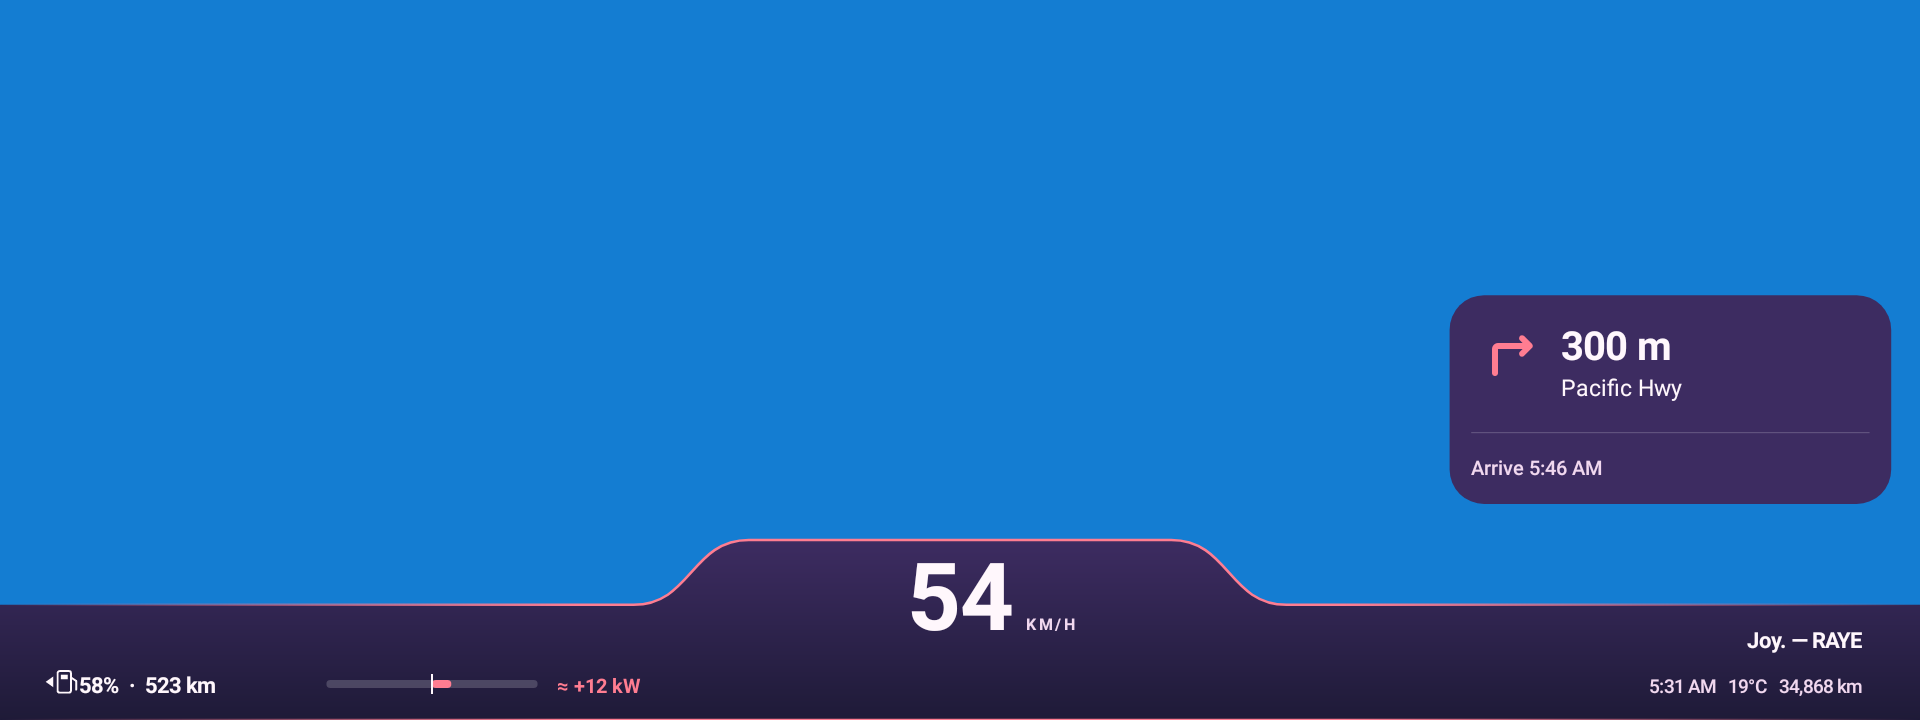 300 m
Pacific Hwy
Arrive 5:46 AM
54 KM/H
Joy. — RAYE
58% · 523 km
≈ +12 kW
5:31 AM 19°C 34,868 km